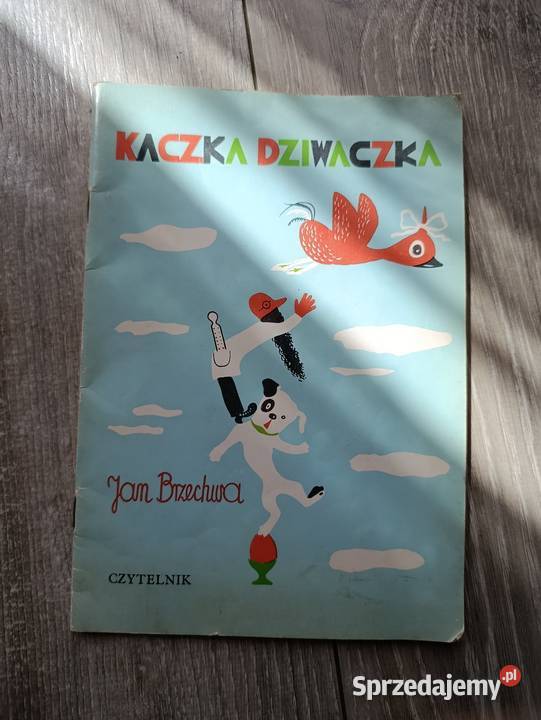 KACZKA DZIWACZKA
Jan Brzechwa
CZYTELNIK
Sprzedajemy.pl